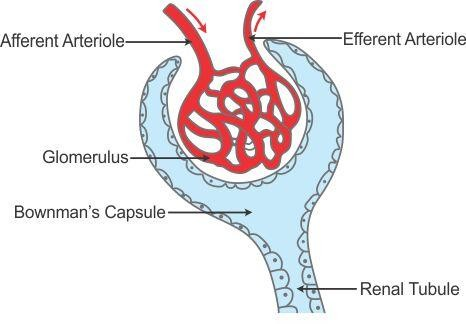 Afferent Arteriole
Efferent Arteriole
Glomerulus
Bownman's Capsule
Renal Tubule